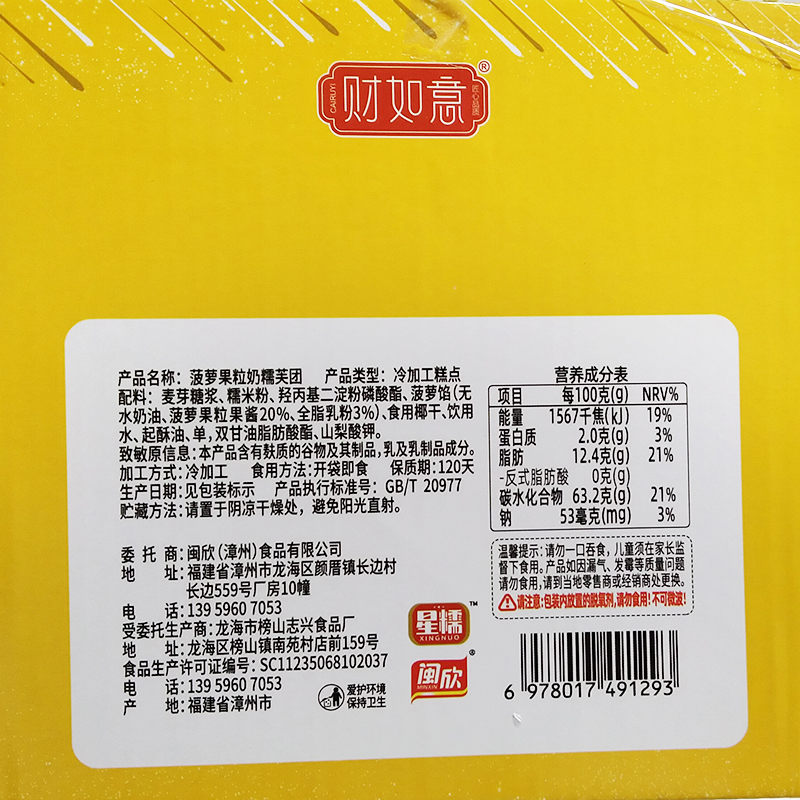 CAIRUYI 财如意 ®
产品名称：菠萝果粒奶糯芙团 产品类型：冷加工糕点
配料：麦芽糖浆、糯米粉、羟丙基二淀粉磷酸酯、菠萝馅(无
水奶油、菠萝果粒果酱20%、全脂乳粉3%)、食用椰干、饮用
水、起酥油、单，双甘油脂肪酸酯、山梨酸钾。
致敏原信息：本产品含有麸质的谷物及其制品，乳及乳制品成分。
加工方式：冷加工 食用方法：开袋即食 保质期：120天
生产日期：见包装标示 产品执行标准号：GB/T 20977
贮藏方法：请置于阴凉干燥处，避免阳光直射。
委托商：闽欣(漳州)食品有限公司
地址：福建省漳州市龙海区颜厝镇长边村
长边559号厂房10幢
电话：139 5960 7053
受委托生产商：龙海市榜山志兴食品厂
地址：龙海区榜山镇南苑村店前159号
食品生产许可证编号：SC11235068102037
电话：139 5960 7053
产地：福建省漳州市
爱护环境
保持卫生
星糯 ™
XINGNUO
闽欣 ®
MINXIN
营养成分表
项目 每100克(g) NRV%
能量 1567千焦(kJ) 19%
蛋白质 2.0克(g) 3%
脂肪 12.4克(g) 21%
-反式脂肪酸 0克(g)
碳水化合物 63.2克(g) 21%
钠 53毫克(mg) 3%
温馨提示：请勿一口吞食，儿童须在家长监
督下食用。产品如因漏气、发霉等质量问题
请勿食用，请到当地零售商或经销商处更换。
请注意：包装内放置的脱氧剂，请勿食用！不可微波！
6 978017 491293